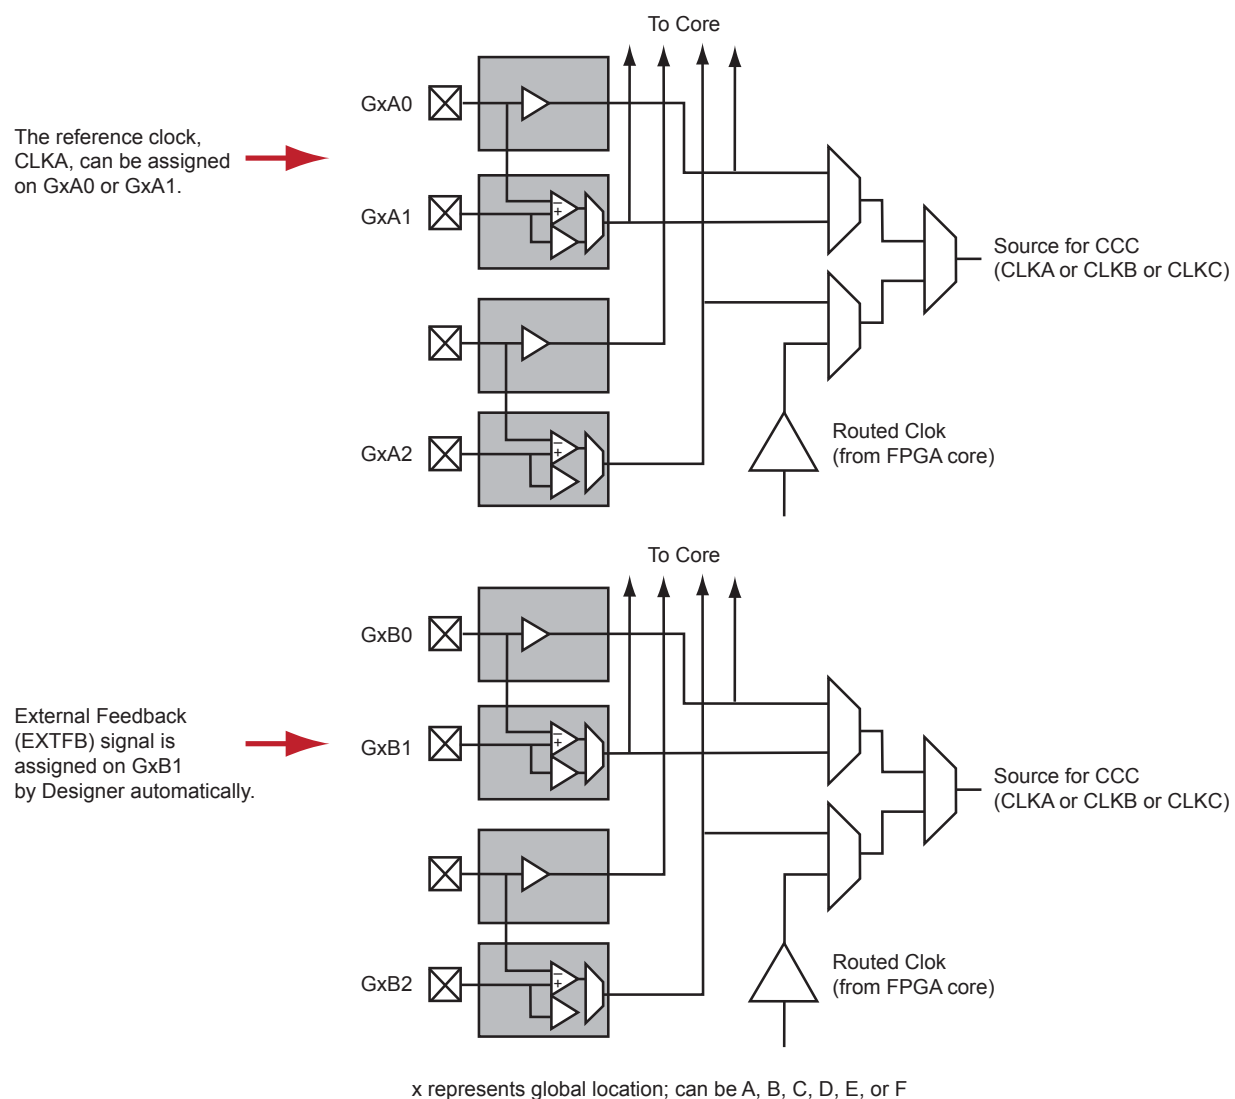 To Core
GxA0
The reference clock,
CLKA, can be assigned
on GxA0 or GxA1.
GxA1
−
+
Source for CCC
(CLKA or CLKB or CLKC)
Routed Clok
(from FPGA core)
GxA2
−
+
To Core
GxB0
External Feedback
(EXTFB) signal is
assigned on GxB1
by Designer automatically.
GxB1
−
+
Source for CCC
(CLKA or CLKB or CLKC)
Routed Clok
(from FPGA core)
GxB2
−
+
x represents global location; can be A, B, C, D, E, or F